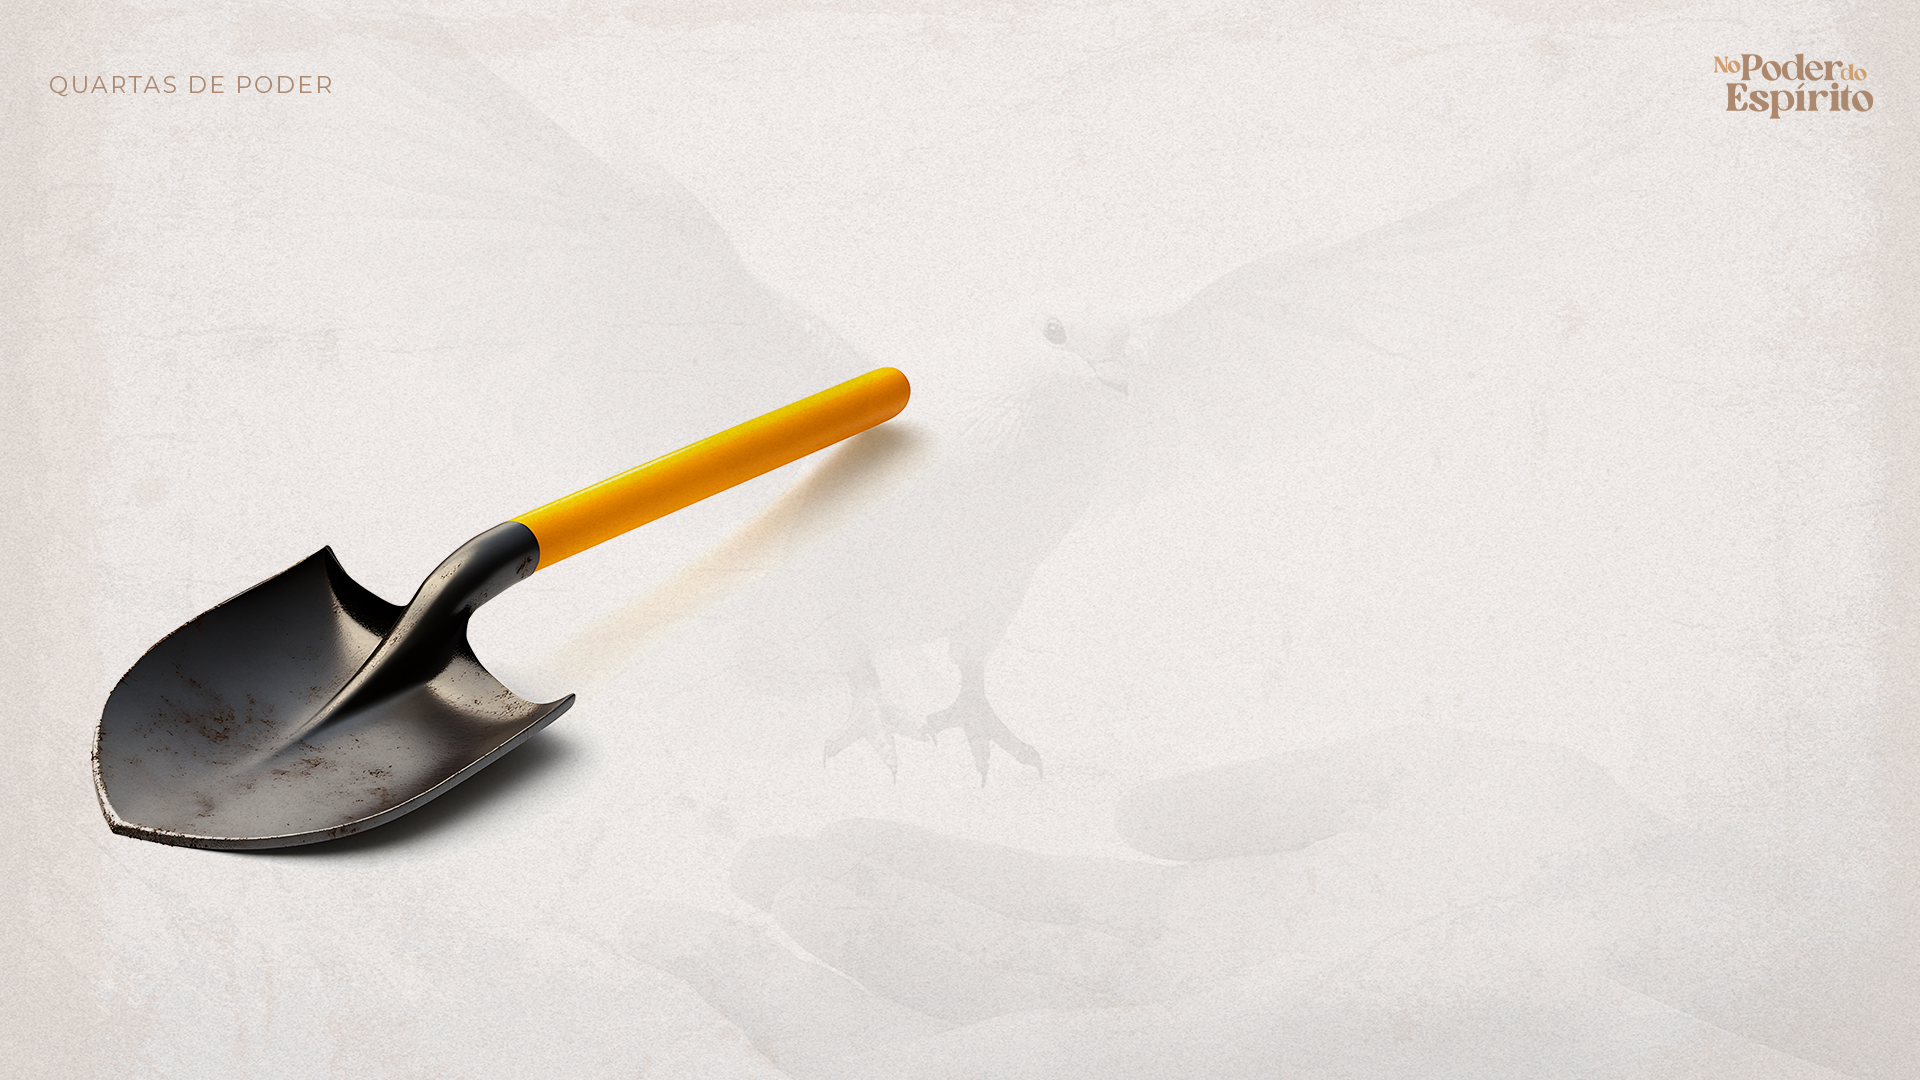 QUARTAS DE PODER
No Poder do
Espírito